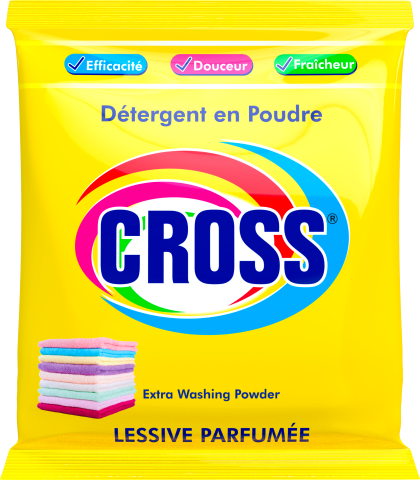 Efficacité Douceur Fraîcheur
Détergent en Poudre
CROSS®
Extra Washing Powder
LESSIVE PARFUMÉE